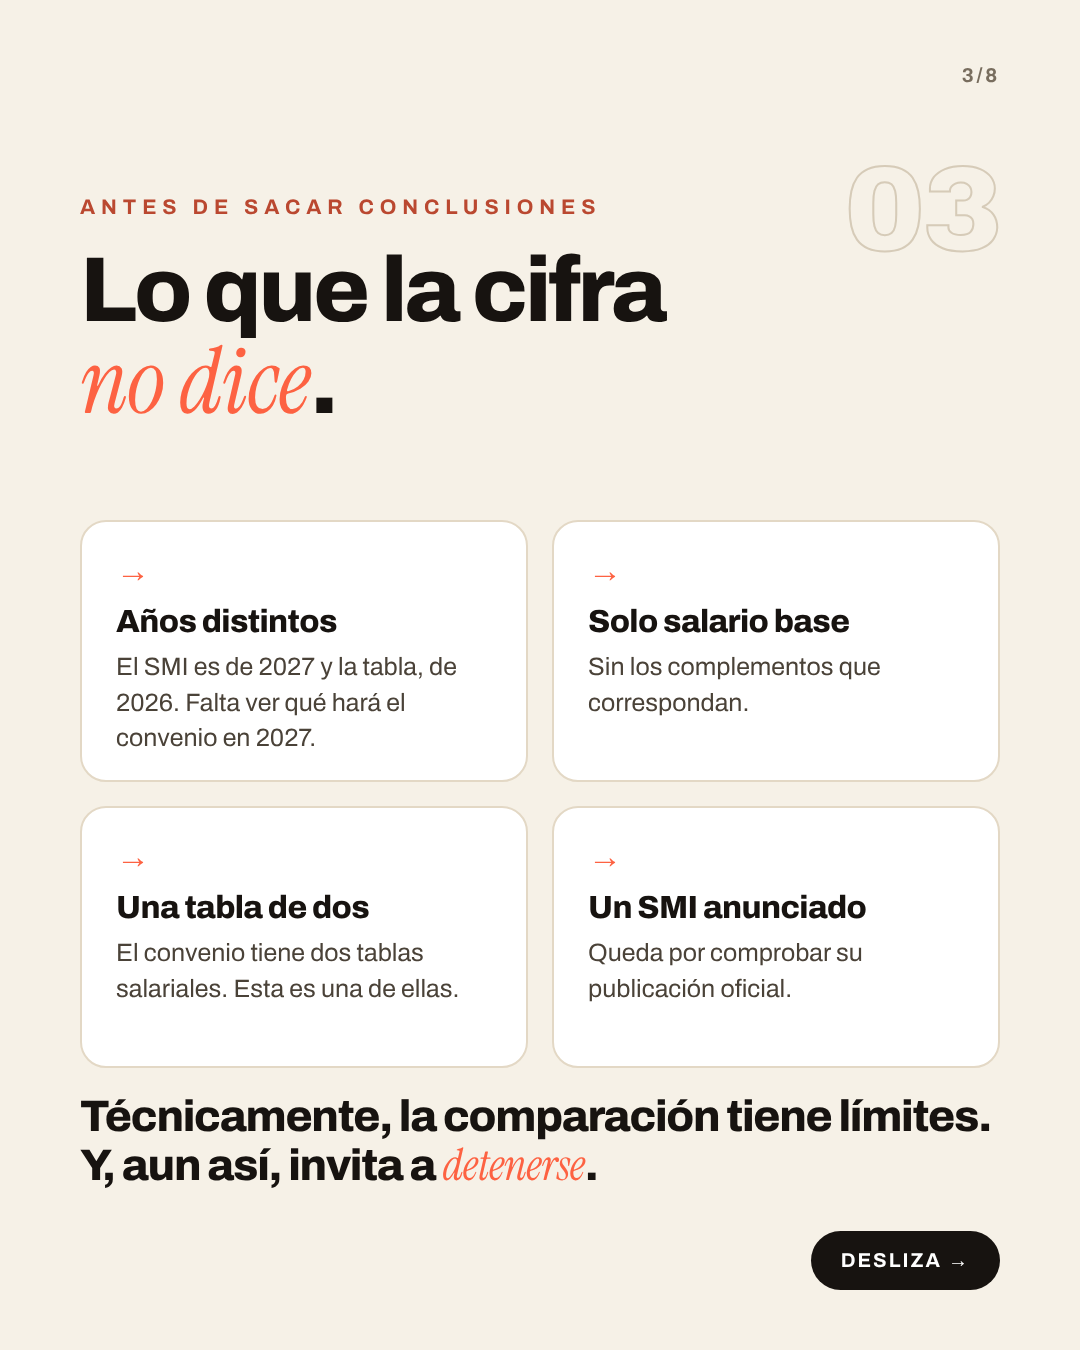 3/8
03
ANTES DE SACAR CONCLUSIONES
Lo que la cifra
no dice.
→
Años distintos
El SMI es de 2027 y la tabla, de
2026. Falta ver qué hará el
convenio en 2027.
→
Solo salario base
Sin los complementos que
correspondan.
→
Una tabla de dos
El convenio tiene dos tablas
salariales. Esta es una de ellas.
→
Un SMI anunciado
Queda por comprobar su
publicación oficial.
Técnicamente, la comparación tiene límites.
Y, aun así, invita a detenerse.
DESLIZA →